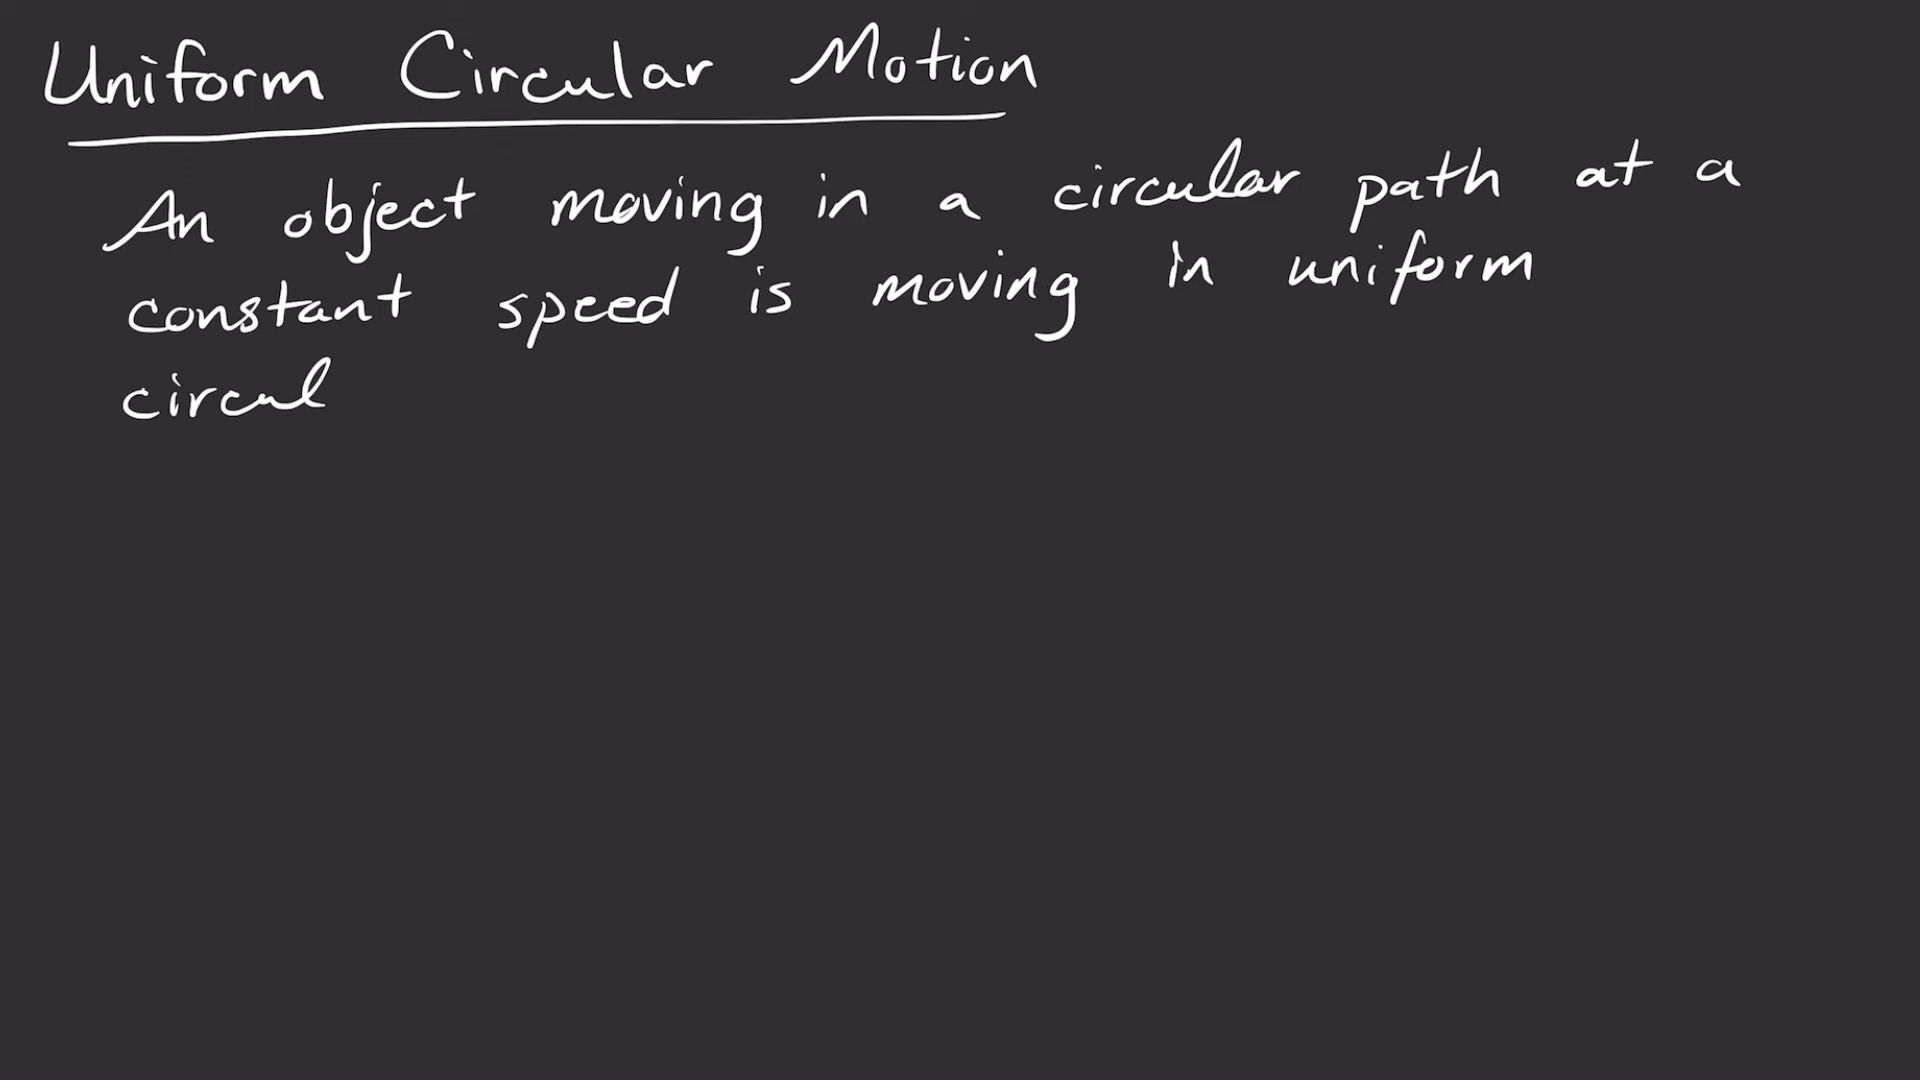 Uniform Circular Motion
An object moving in a circular path at a
constant speed is moving in uniform
circul